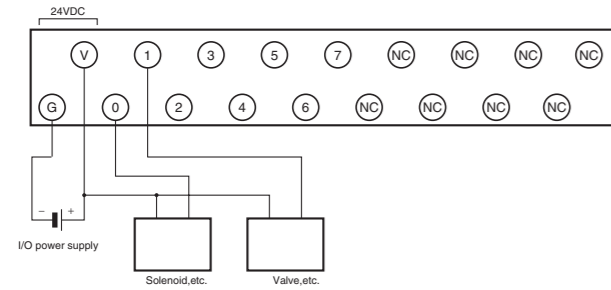 24VDC
V 1 3 5 7 NC NC NC NC
G 0 2 4 6 NC NC NC NC
− +
I/O power supply
Solenoid,etc. Valve,etc.